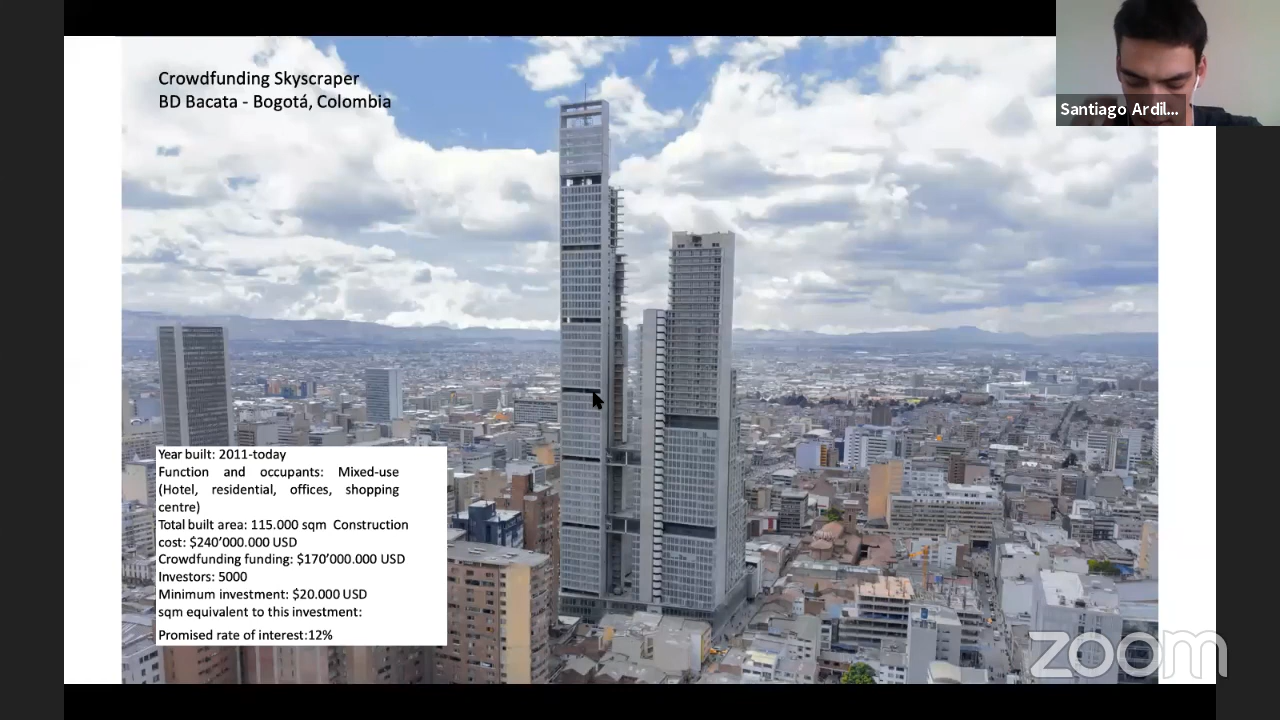 Crowdfunding Skyscraper
BD Bacata - Bogotá, Colombia
Santiago Ardil...
Year built: 2011-today
Function and occupants: Mixed-use
(Hotel, residential, offices, shopping
centre)
Total built area: 115.000 sqm Construction
cost: $240’000.000 USD
Crowdfunding funding: $170’000.000 USD
Investors: 5000
Minimum investment: $20.000 USD
sqm equivalent to this investment:
Promised rate of interest:12%
zoom